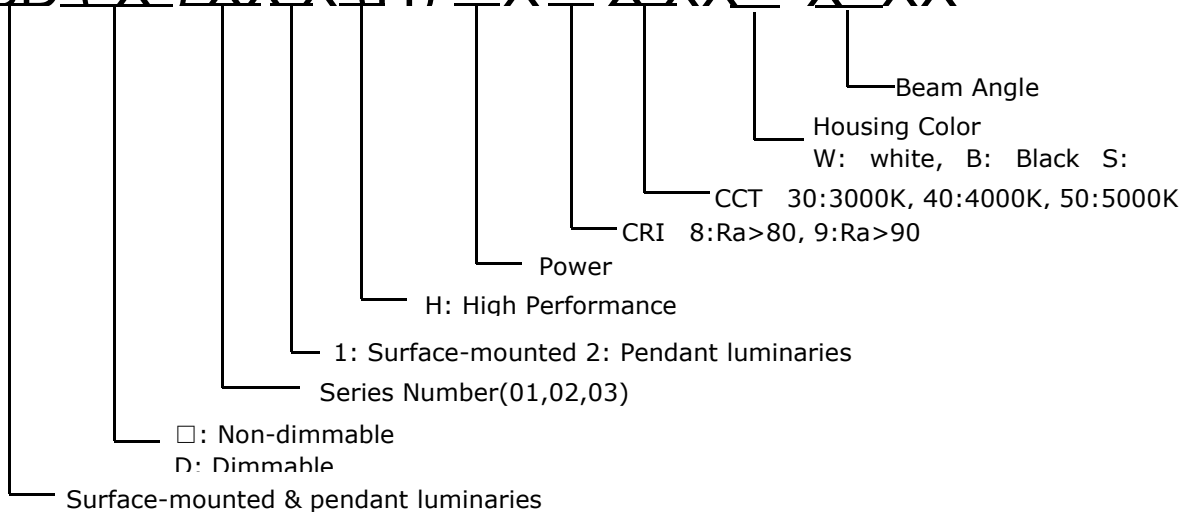 Beam Angle
Housing Color
W: white, B: Black S:
CCT 30:3000K, 40:4000K, 50:5000K
CRI 8:Ra>80, 9:Ra>90
Power
H: High Performance
1: Surface-mounted 2: Pendant luminaries
Series Number(01,02,03)
□: Non-dimmable
D: Dimmable
Surface-mounted & pendant luminaries